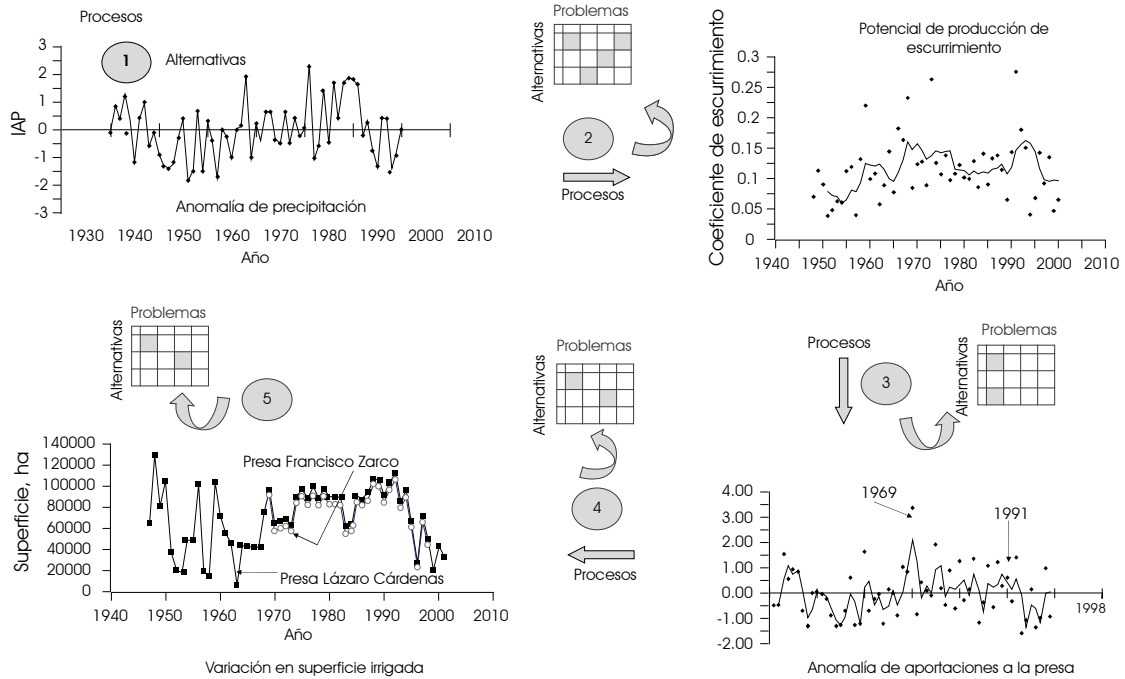 Procesos
1
Alternativas
3
2
1
0
-1
-2
-3
IAP
Anomalía de precipitación
1930 1940 1950 1960 1970 1980 1990 2000 2010
Año
Problemas
Alternativas
2
Procesos
Potencial de producción de
escurrimiento
Coeficiente de escurrimiento
0.3
0.25
0.2
0.15
0.1
0.05
0
1940 1950 1960 1970 1980 1990 2000 2010
Año
Problemas
Alternativas
5
Superficie, ha
140000
120000
100000
80000
60000
40000
20000
0
Presa Francisco Zarco
Presa Lázaro Cárdenas
1940 1950 1960 1970 1980 1990 2000 2010
Año
Variación en superficie irrigada
Problemas
Alternativas
4
Procesos
Procesos
3
Problemas
Alternativas
4.00
3.00
2.00
1.00
0.00
-1.00
-2.00
1969
1991
1998
Anomalía de aportaciones a la presa